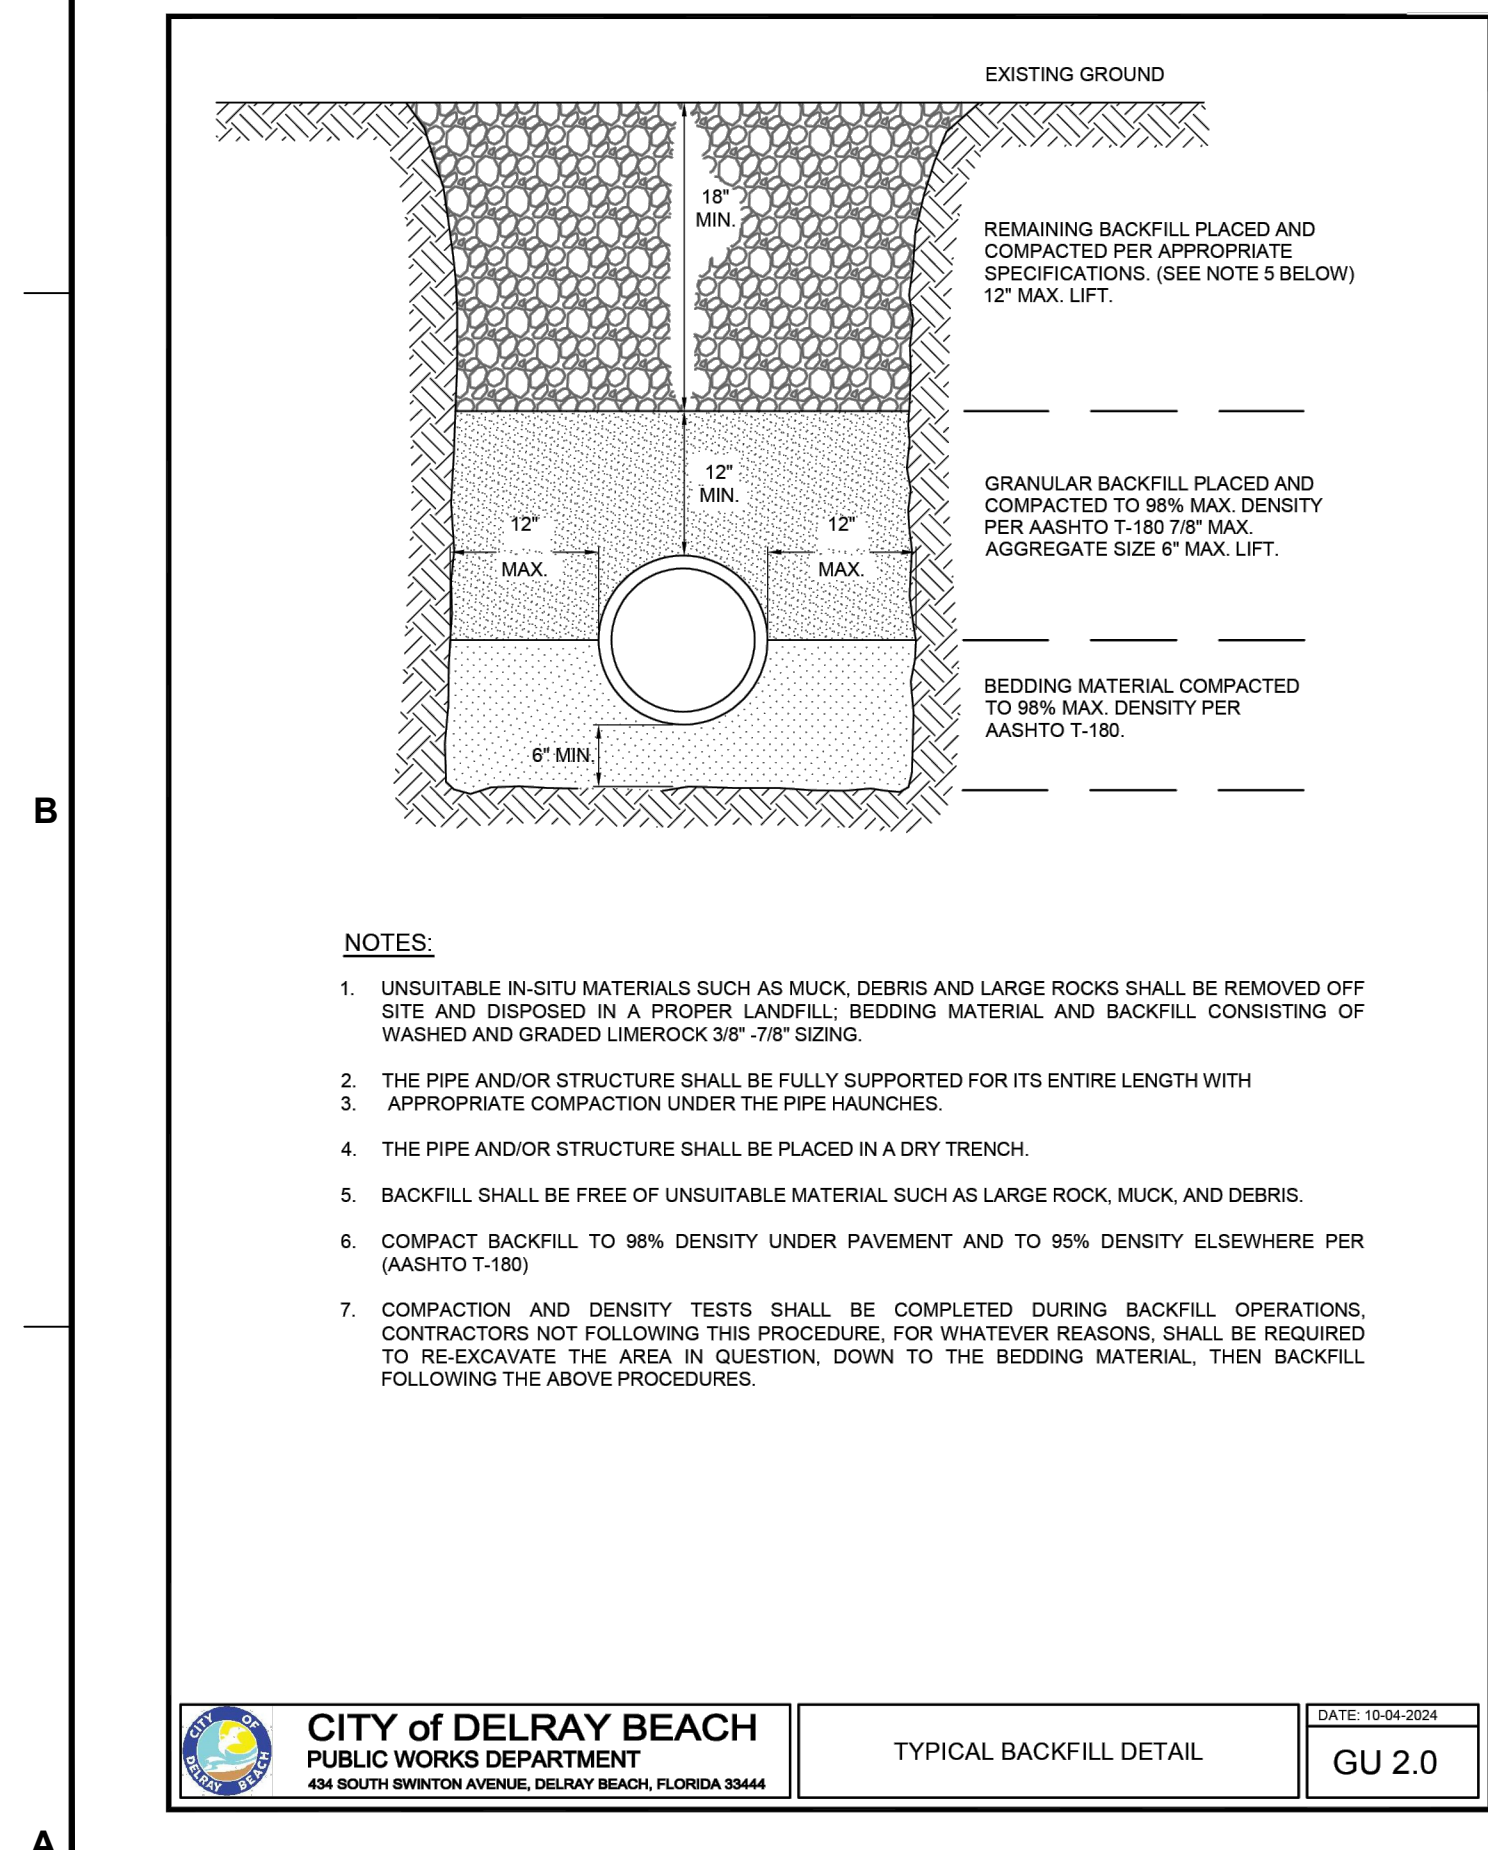 EXISTING GROUND
18"
MIN.
REMAINING BACKFILL PLACED AND
COMPACTED PER APPROPRIATE
SPECIFICATIONS. (SEE NOTE 5 BELOW)
12" MAX. LIFT.
12"
MIN.
12"
MAX.
12"
MAX.
GRANULAR BACKFILL PLACED AND
COMPACTED TO 98% MAX. DENSITY
PER AASHTO T-180 7/8" MAX.
AGGREGATE SIZE 6" MAX. LIFT.
BEDDING MATERIAL COMPACTED
TO 98% MAX. DENSITY PER
AASHTO T-180.
6" MIN.
B
NOTES:
1. UNSUITABLE IN-SITU MATERIALS SUCH AS MUCK, DEBRIS AND LARGE ROCKS SHALL BE REMOVED OFF
SITE AND DISPOSED IN A PROPER LANDFILL; BEDDING MATERIAL AND BACKFILL CONSISTING OF
WASHED AND GRADED LIMEROCK 3/8" -7/8" SIZING.
2. THE PIPE AND/OR STRUCTURE SHALL BE FULLY SUPPORTED FOR ITS ENTIRE LENGTH WITH
3. APPROPRIATE COMPACTION UNDER THE PIPE HAUNCHES.
4. THE PIPE AND/OR STRUCTURE SHALL BE PLACED IN A DRY TRENCH.
5. BACKFILL SHALL BE FREE OF UNSUITABLE MATERIAL SUCH AS LARGE ROCK, MUCK, AND DEBRIS.
6. COMPACT BACKFILL TO 98% DENSITY UNDER PAVEMENT AND TO 95% DENSITY ELSEWHERE PER
(AASHTO T-180)
7. COMPACTION AND DENSITY TESTS SHALL BE COMPLETED DURING BACKFILL OPERATIONS,
CONTRACTORS NOT FOLLOWING THIS PROCEDURE, FOR WHATEVER REASONS, SHALL BE REQUIRED
TO RE-EXCAVATE THE AREA IN QUESTION, DOWN TO THE BEDDING MATERIAL, THEN BACKFILL
FOLLOWING THE ABOVE PROCEDURES.
CITY OF
DELRAY BEACH
CITY of DELRAY BEACH
PUBLIC WORKS DEPARTMENT
434 SOUTH SWINTON AVENUE, DELRAY BEACH, FLORIDA 33444
TYPICAL BACKFILL DETAIL
DATE: 10-04-2024
GU 2.0
A